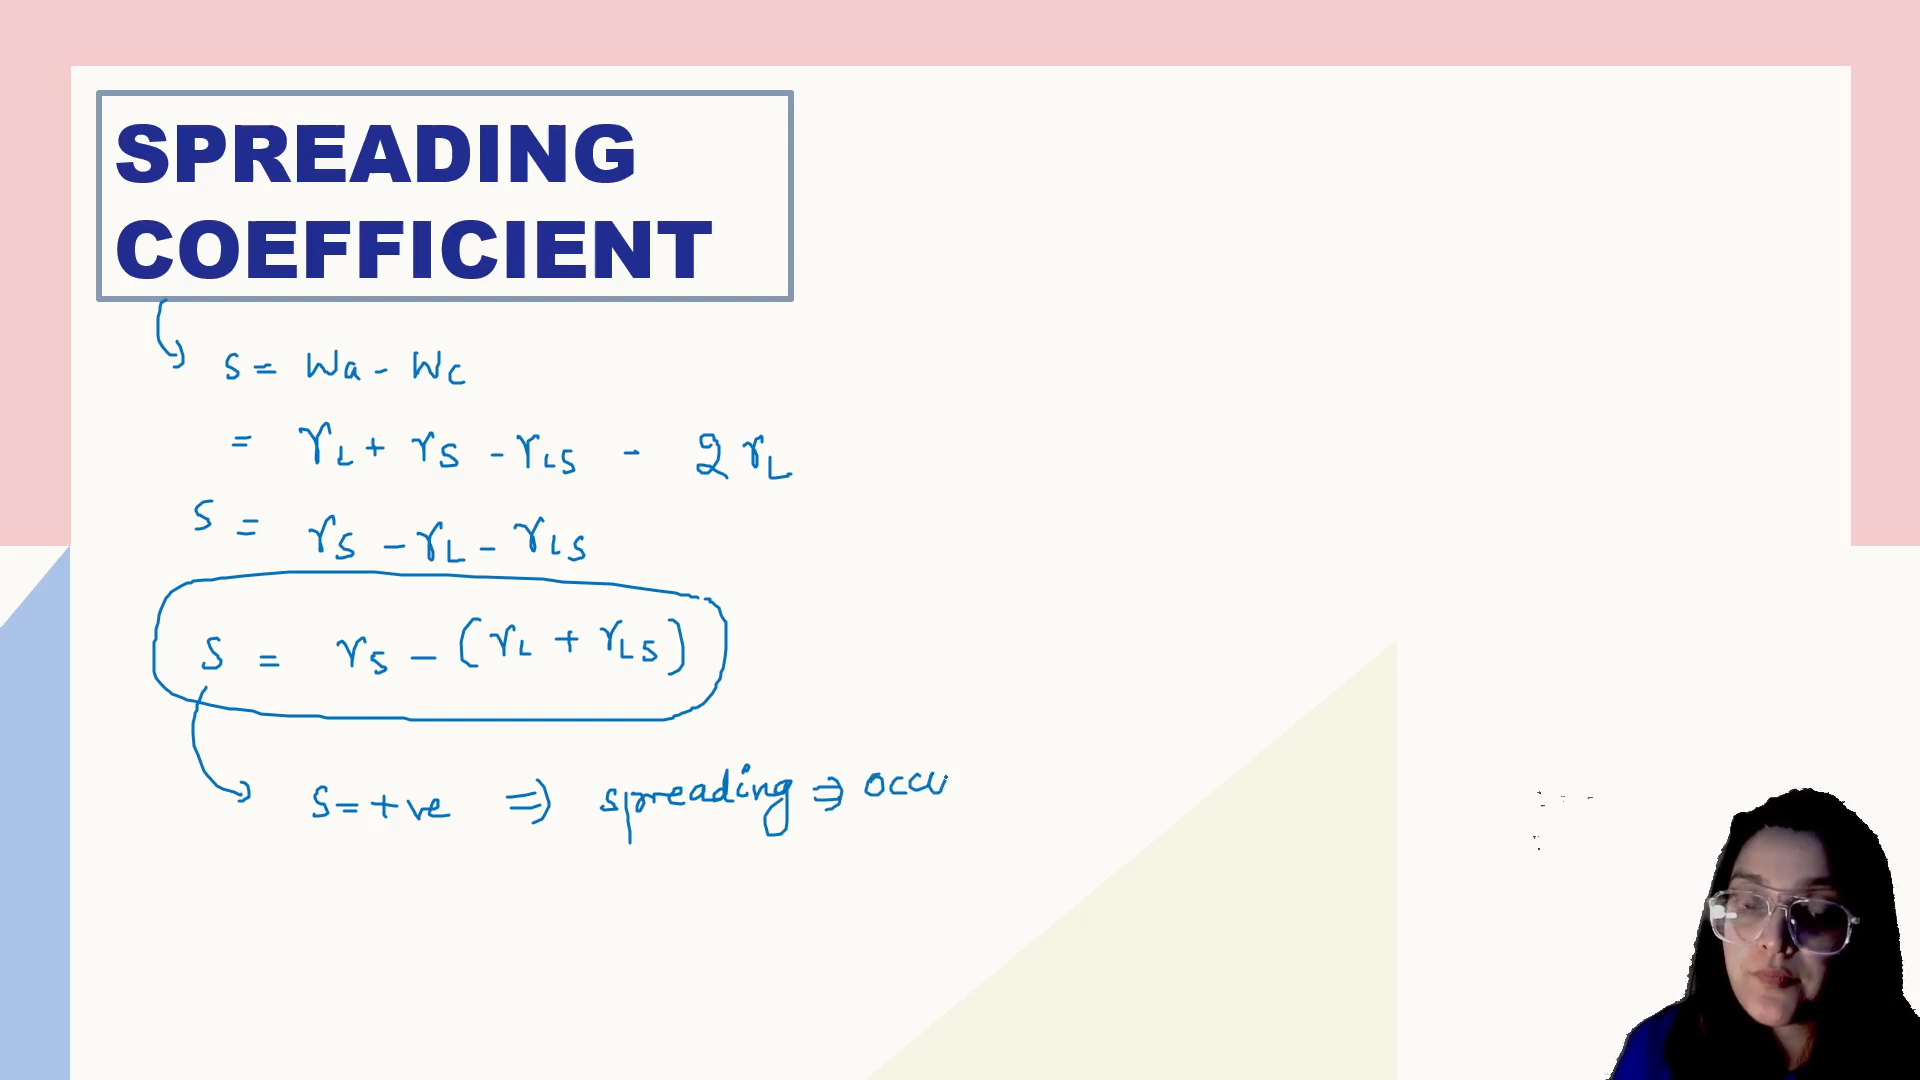 SPREADING
COEFFICIENT
S = Wa - Wc
= γL + γS - γLS - 2γL
S = γS - γL - γLS
S = γS - (γL + γLS)
S = +ve ⇒ spreading ⇒ occu